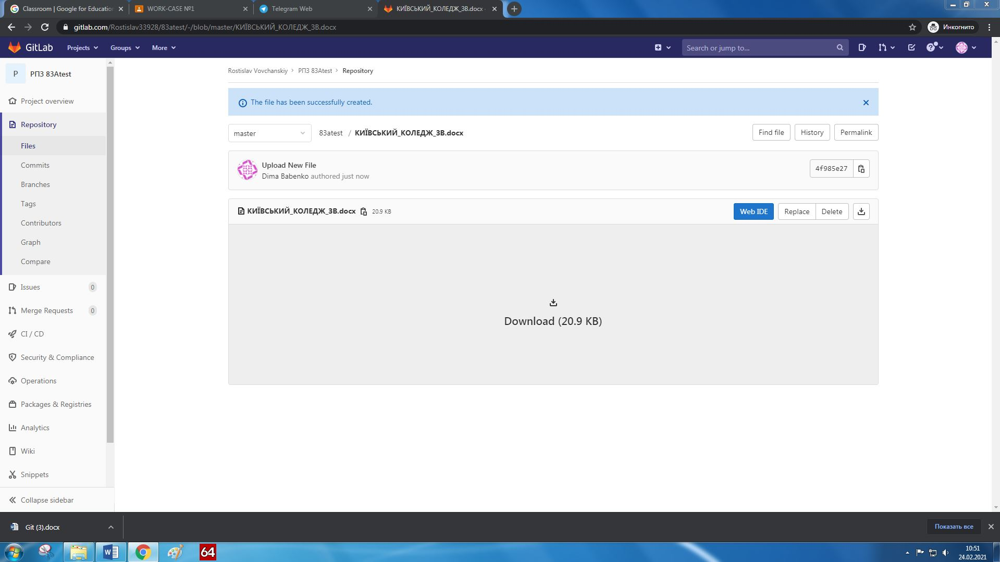 Classroom | Google for Education
WORK-CASE №1
Telegram Web
КИЇВСЬКИЙ_КОЛЕДЖ_ЗВ.docx ·
gitlab.com/Rostislav33928/83atest/-/blob/master/КИЇВСЬКИЙ_КОЛЕДЖ_ЗВ.docx
Инкогнито
GitLab
Projects
Groups
More
Search or jump to...
P
РПЗ 83Atest
Project overview
Repository
Files
Commits
Branches
Tags
Contributors
Graph
Compare
Issues 0
Merge Requests 0
CI / CD
Security & Compliance
Operations
Packages & Registries
Analytics
Wiki
Snippets
Collapse sidebar
Rostislav Vovchanskiy > РПЗ 83Atest > Repository
The file has been successfully created.
master
83atest / КИЇВСЬКИЙ_КОЛЕДЖ_ЗВ.docx
Find file
History
Permalink
Upload New File
Dima Babenko authored just now
4f985e27
КИЇВСЬКИЙ_КОЛЕДЖ_ЗВ.docx 20.9 KB
Web IDE
Replace
Delete
Download (20.9 KB)
Git (3).docx
Показать все
64
10:51
24.02.2021